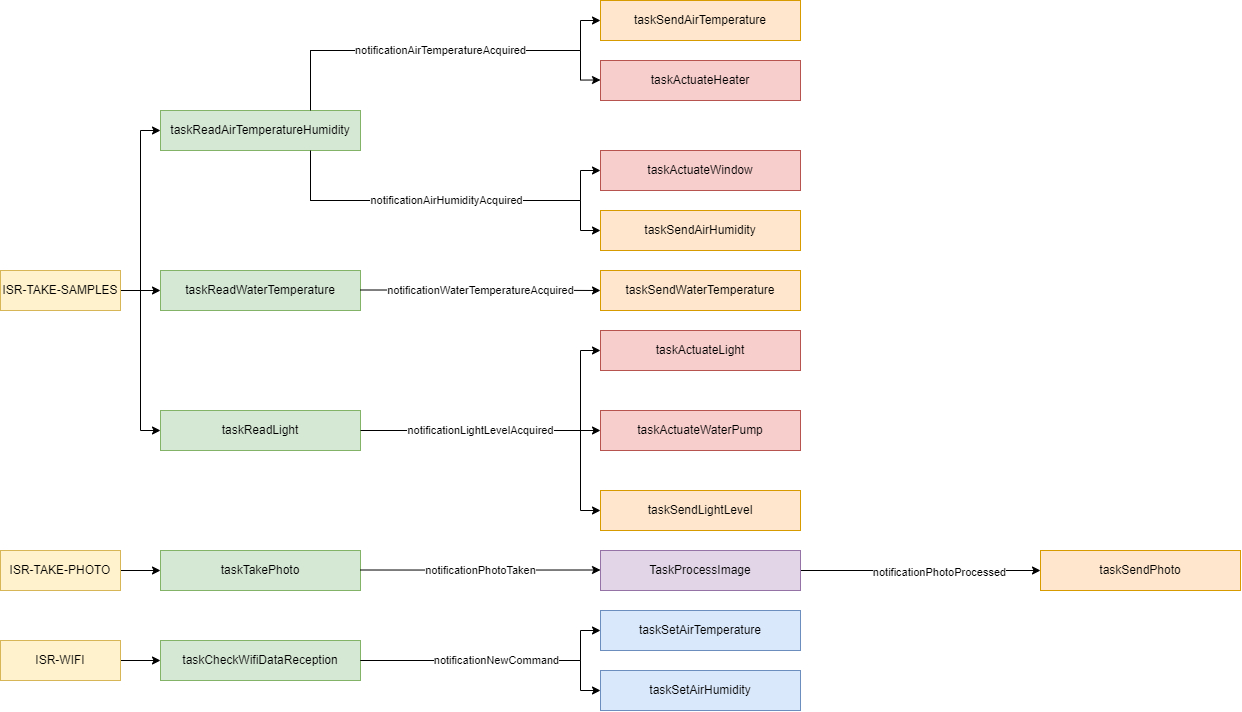 taskSendAirTemperature
notificationAirTemperatureAcquired
taskActuateHeater
taskReadAirTemperatureHumidity
taskActuateWindow
notificationAirHumidityAcquired
taskSendAirHumidity
ISR-TAKE-SAMPLES
taskReadWaterTemperature
notificationWaterTemperatureAcquired
taskSendWaterTemperature
taskActuateLight
taskReadLight
notificationLightLevelAcquired
taskActuateWaterPump
taskSendLightLevel
ISR-TAKE-PHOTO
taskTakePhoto
notificationPhotoTaken
TaskProcessImage
notificationPhotoProcessed
taskSendPhoto
taskSetAirTemperature
ISR-WIFI
taskCheckWifiDataReception
notificationNewCommand
taskSetAirHumidity